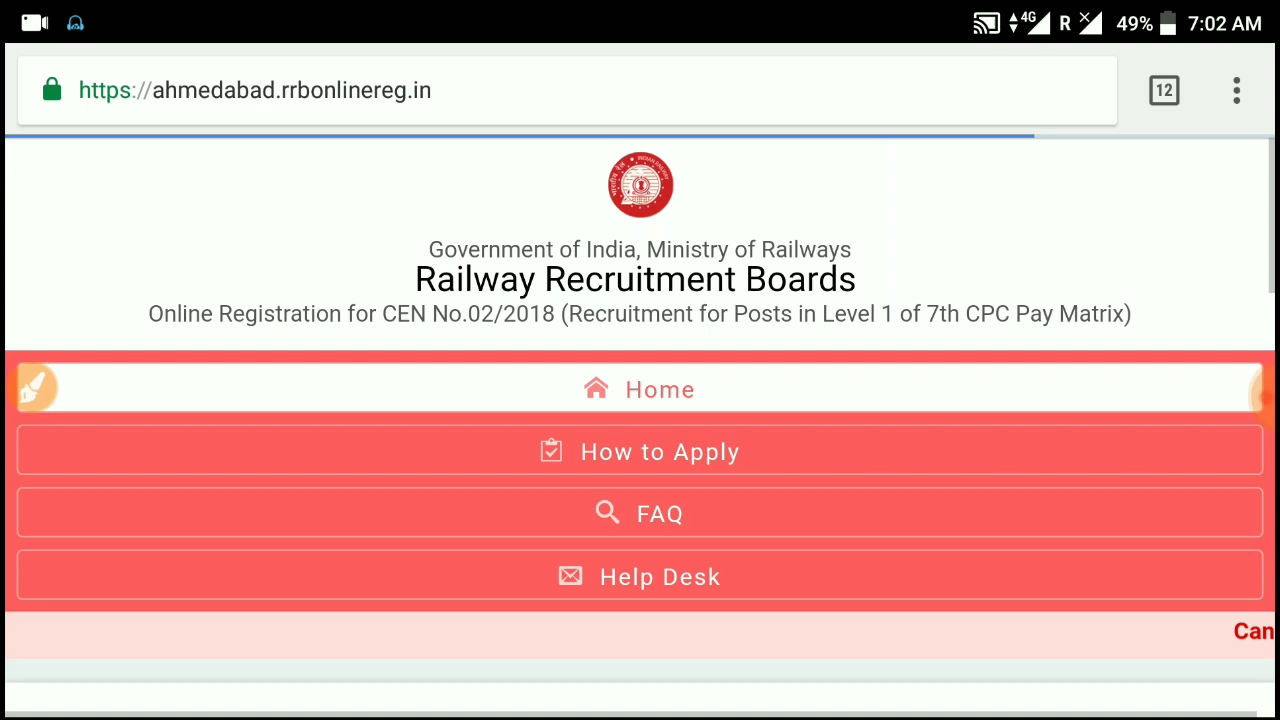 4G R 49% 7:02 AM
https://ahmedabad.rrbonlinereg.in 12
Government of India, Ministry of Railways
Railway Recruitment Boards
Online Registration for CEN No.02/2018 (Recruitment for Posts in Level 1 of 7th CPC Pay Matrix)
Home
How to Apply
FAQ
Help Desk
Can